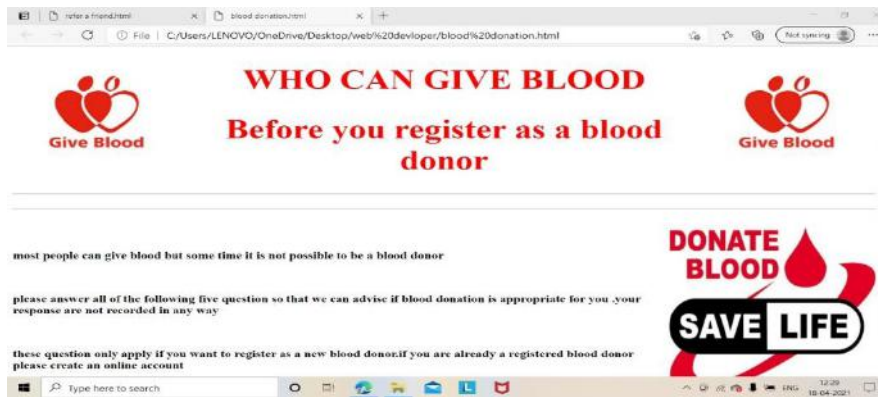 refer a friend.html
blood donation.html
File | C:/Users/LENOVO/OneDrive/Desktop/web%20devloper/blood%20donation.html
Not syncing
Give Blood
WHO CAN GIVE BLOOD
Before you register as a blood
donor
Give Blood
most people can give blood but some time it is not possible to be a blood donor
please answer all of the following five question so that we can advise if blood donation is appropriate for you .your
response are not recorded in any way
these question only apply if you want to register as a new blood donor.if you are already a registered blood donor
please create an online account
DONATE
BLOOD
SAVE LIFE
Type here to search
ENG
12:29
18-04-2021